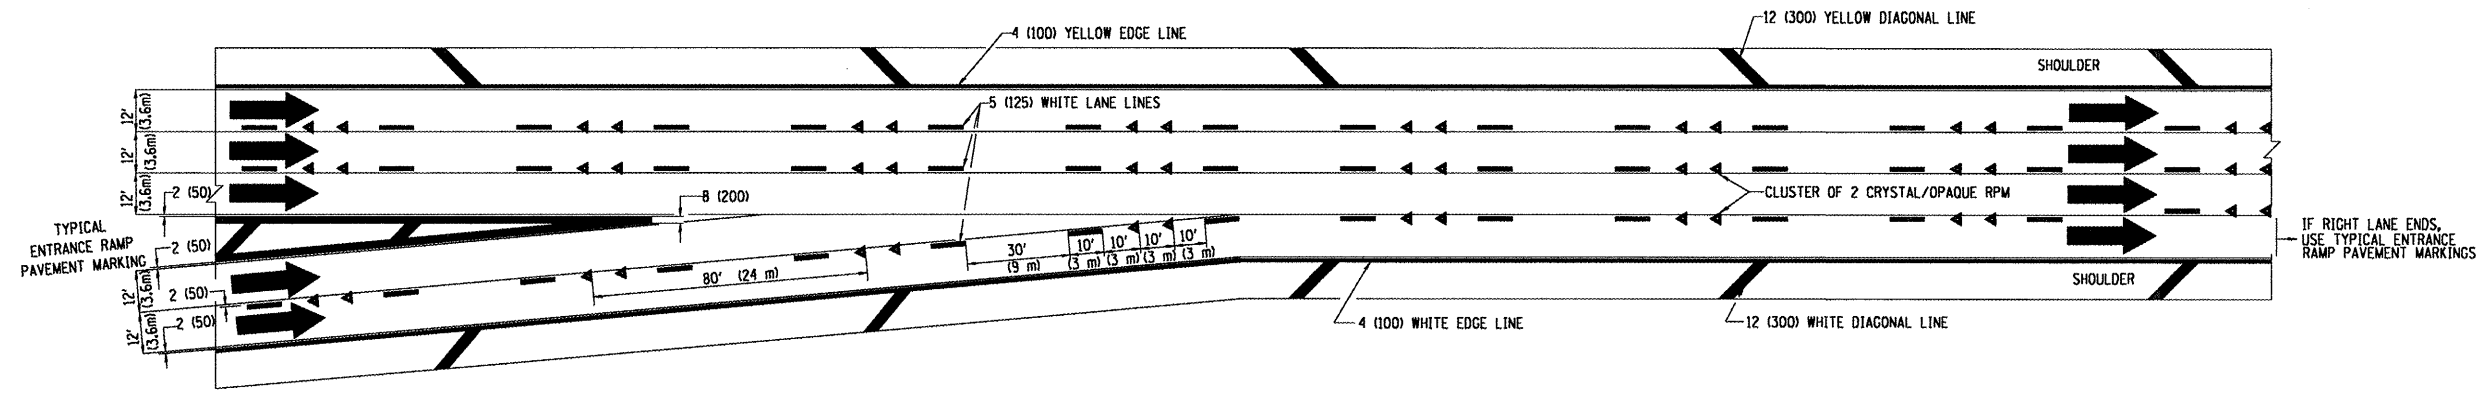 12 (300) YELLOW DIAGONAL LINE
4 (100) YELLOW EDGE LINE
SHOULDER
5 (125) WHITE LANE LINES
12'
(3.6m)
12'
(3.6m)
12'
(3.6m)
2 (50)
8 (200)
CLUSTER OF 2 CRYSTAL/OPAQUE RPM
TYPICAL
ENTRANCE RAMP
PAVEMENT MARKING
2 (50)
IF RIGHT LANE ENDS,
USE TYPICAL ENTRANCE
RAMP PAVEMENT MARKINGS
30'
(9 m)
10'
(3 m)
10'
(3 m)
10'
(3 m)
10'
(3 m)
80' (24 m)
12'
(3.6m)
2 (50)
12'
(3.6m)
2 (50)
SHOULDER
4 (100) WHITE EDGE LINE
12 (300) WHITE DIAGONAL LINE